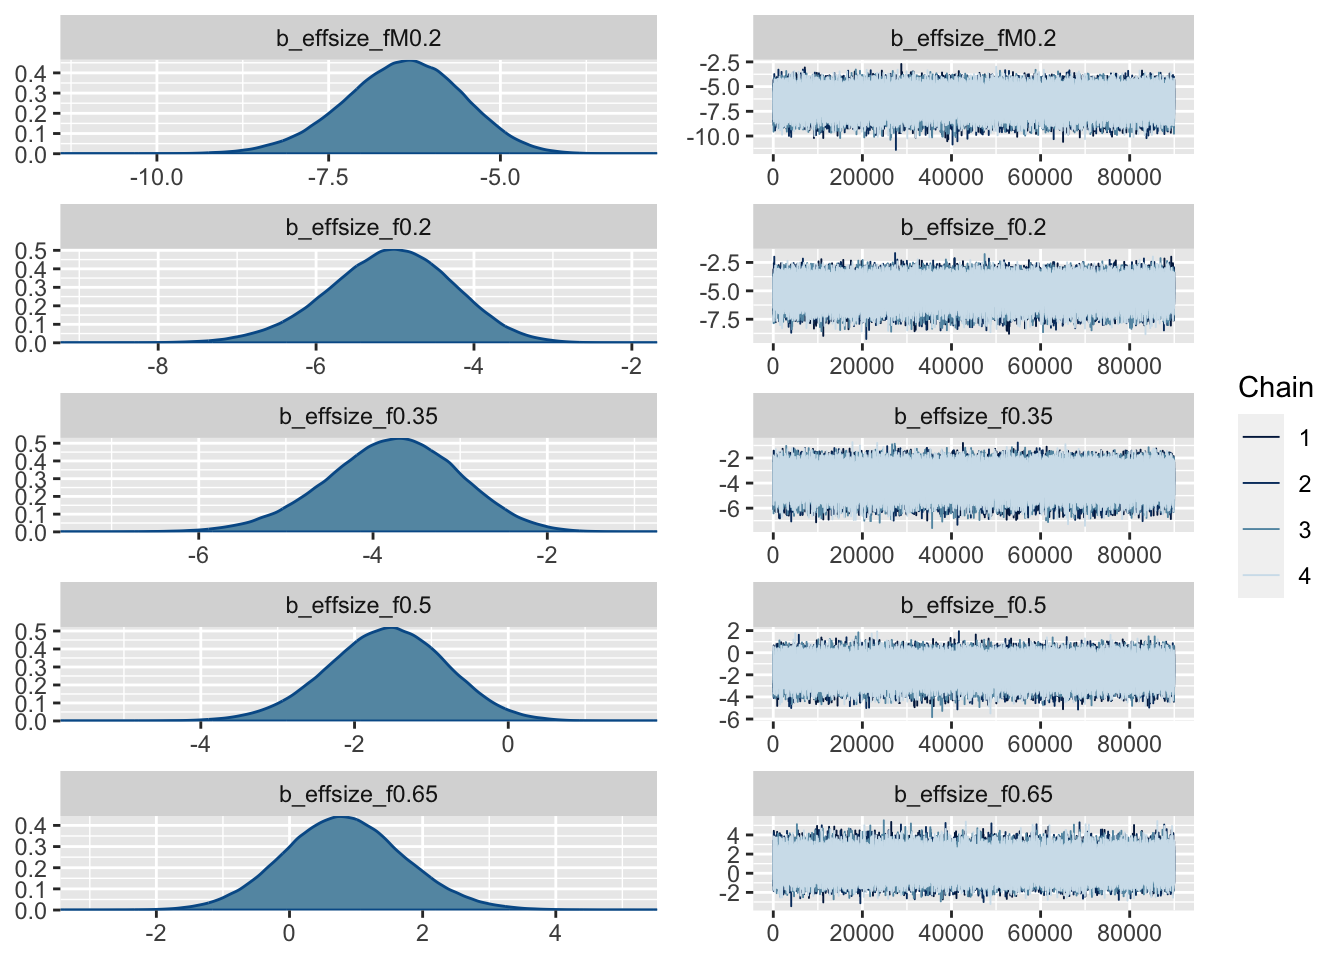 b_effsize_fM0.2
0.4
0.3
0.2
0.1
0.0
-10.0 -7.5 -5.0
b_effsize_fM0.2
-2.5
-5.0
-7.5
-10.0
0 20000 40000 60000 80000
b_effsize_f0.2
0.5
0.4
0.3
0.2
0.1
0.0
-8 -6 -4 -2
b_effsize_f0.2
-2.5
-5.0
-7.5
0 20000 40000 60000 80000
b_effsize_f0.35
0.5
0.4
0.3
0.2
0.1
0.0
-6 -4 -2
b_effsize_f0.35
-2
-4
-6
0 20000 40000 60000 80000
b_effsize_f0.5
0.5
0.4
0.3
0.2
0.1
0.0
-4 -2 0
b_effsize_f0.5
2
0
-2
-4
-6
0 20000 40000 60000 80000
b_effsize_f0.65
0.4
0.3
0.2
0.1
0.0
-2 0 2 4
b_effsize_f0.65
4
2
0
-2
0 20000 40000 60000 80000
Chain
1
2
3
4